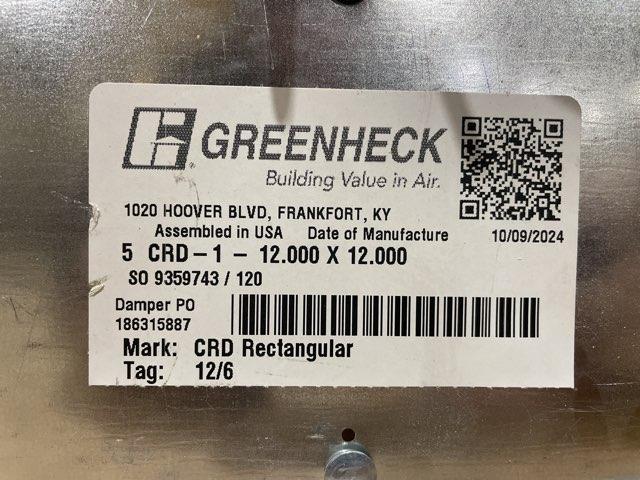 GREENHECK
Building Value in Air.
1020 HOOVER BLVD, FRANKFORT, KY
Assembled in USA Date of Manufacture 10/09/2024
5 CRD-1 - 12.000 X 12.000
SO 9359743 / 120
Damper PO
186315887
Mark: CRD Rectangular
Tag: 12/6